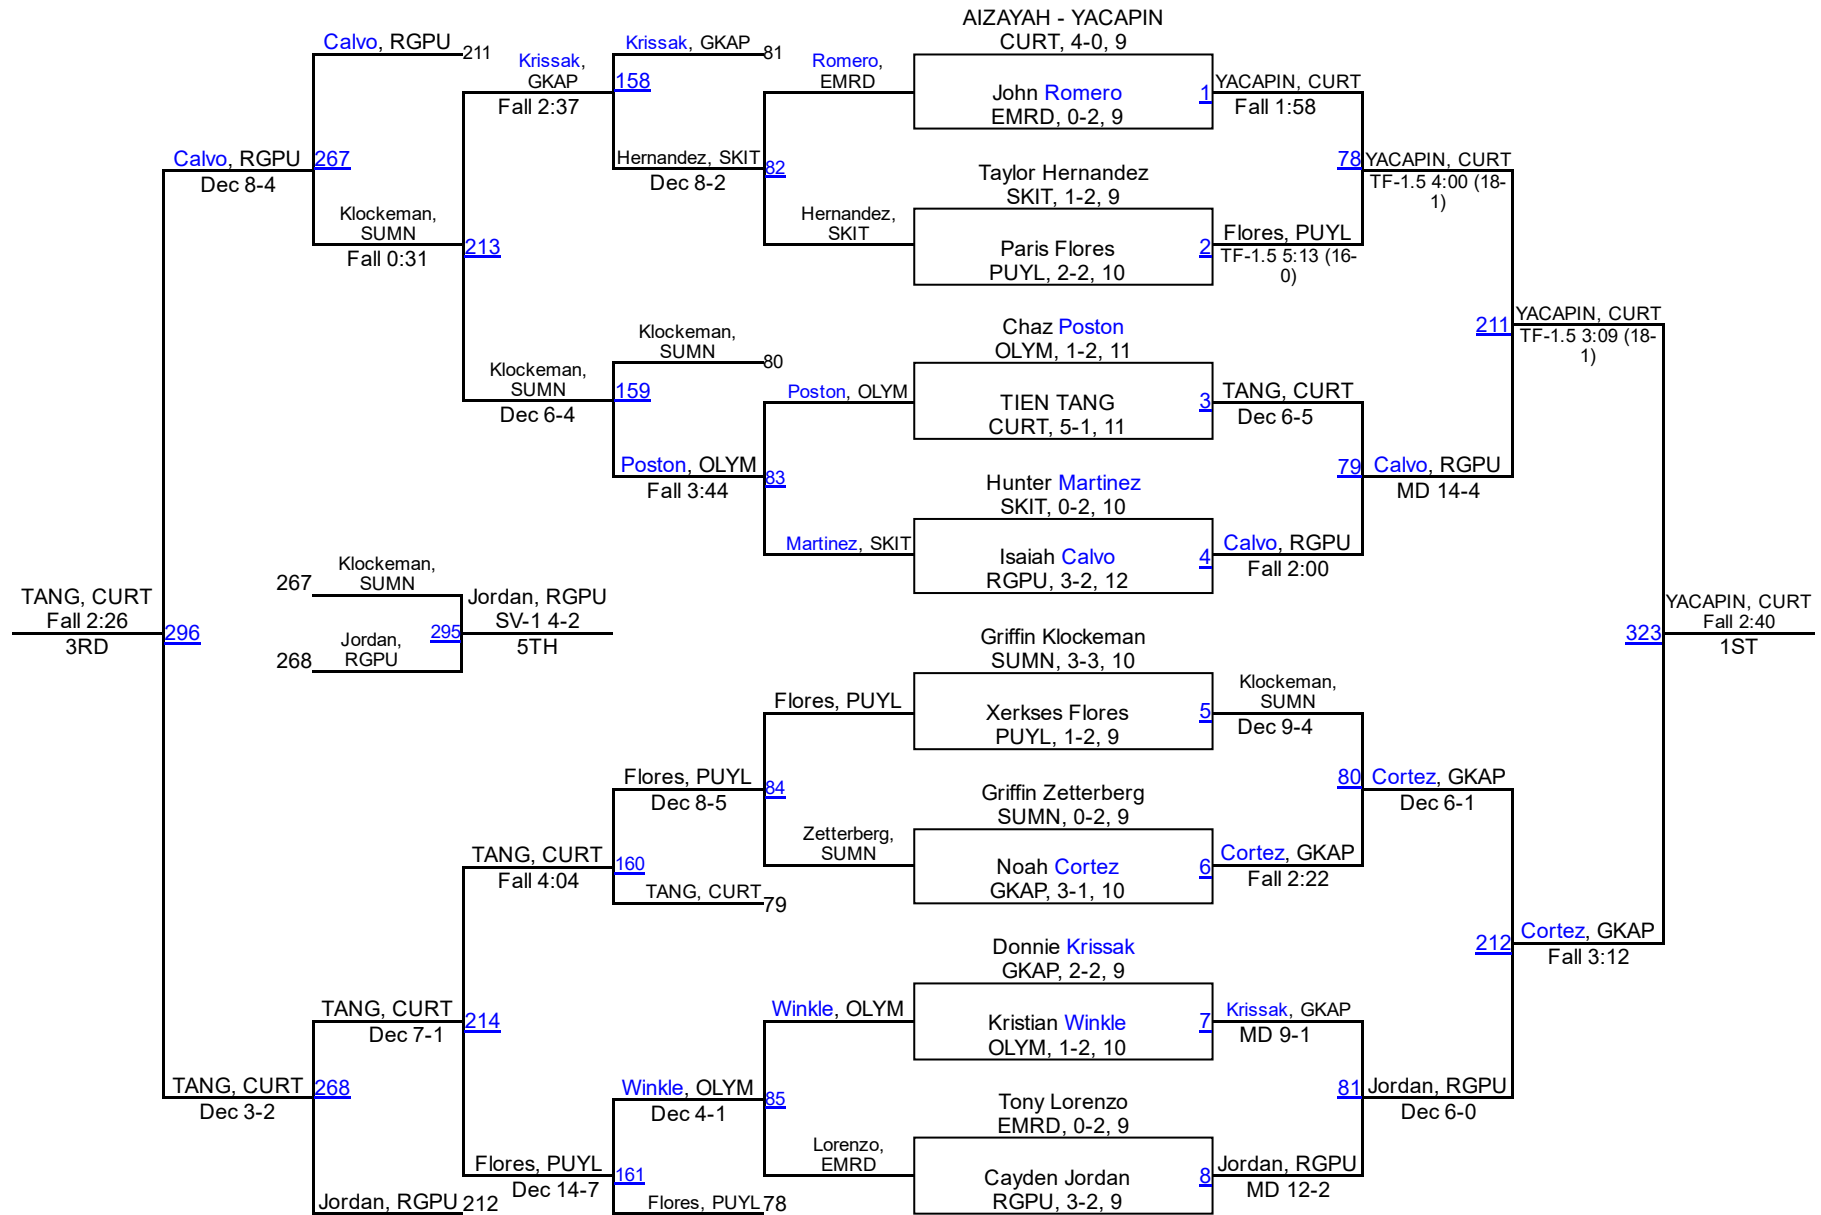 AIZAYAH - YACAPIN
CURT, 4-0, 9
John Romero
EMRD, 0-2, 9
Taylor Hernandez
SKIT, 1-2, 9
Paris Flores
PUYL, 2-2, 10
Chaz Poston
OLYM, 1-2, 11
TIEN TANG
CURT, 5-1, 11
Hunter Martinez
SKIT, 0-2, 10
Isaiah Calvo
RGPU, 3-2, 12
Griffin Klockeman
SUMN, 3-3, 10
Xerkses Flores
PUYL, 1-2, 9
Griffin Zetterberg
SUMN, 0-2, 9
Noah Cortez
GKAP, 3-1, 10
Donnie Krissak
GKAP, 2-2, 9
Kristian Winkle
OLYM, 1-2, 10
Tony Lorenzo
EMRD, 0-2, 9
Cayden Jordan
RGPU, 3-2, 9
1
YACAPIN, CURT
Fall 1:58
2
Flores, PUYL
TF-1.5 5:13 (16-
0)
3
TANG, CURT
Dec 6-5
4
Calvo, RGPU
Fall 2:00
5
Klockeman,
SUMN
Dec 9-4
6
Cortez, GKAP
Fall 2:22
7
Krissak, GKAP
MD 9-1
8
Jordan, RGPU
MD 12-2
78
YACAPIN, CURT
TF-1.5 4:00 (18-
1)
79
Calvo, RGPU
MD 14-4
80
Cortez, GKAP
Dec 6-1
81
Jordan, RGPU
Dec 6-0
211
YACAPIN, CURT
TF-1.5 3:09 (18-
1)
212
Cortez, GKAP
Fall 3:12
323
YACAPIN, CURT
Fall 2:40
1ST
Romero,
EMRD
Hernandez,
SKIT
82
Hernandez, SKIT
Dec 8-2
Krissak, GKAP
81
158
Krissak,
GKAP
Fall 2:37
Poston, OLYM
Martinez, SKIT
83
Poston, OLYM
Fall 3:44
Klockeman,
SUMN
80
159
Klockeman,
SUMN
Dec 6-4
213
Klockeman,
SUMN
Fall 0:31
Calvo, RGPU
211
267
Calvo, RGPU
Dec 8-4
Flores, PUYL
Zetterberg,
SUMN
84
Flores, PUYL
Dec 8-5
TANG, CURT
79
160
TANG, CURT
Fall 4:04
Winkle, OLYM
Lorenzo,
EMRD
85
Winkle, OLYM
Dec 4-1
Flores, PUYL
78
161
Flores, PUYL
Dec 14-7
214
TANG, CURT
Dec 7-1
Jordan, RGPU
212
268
TANG, CURT
Dec 3-2
296
TANG, CURT
Fall 2:26
3RD
267
Klockeman,
SUMN
268
Jordan,
RGPU
295
Jordan, RGPU
SV-1 4-2
5TH